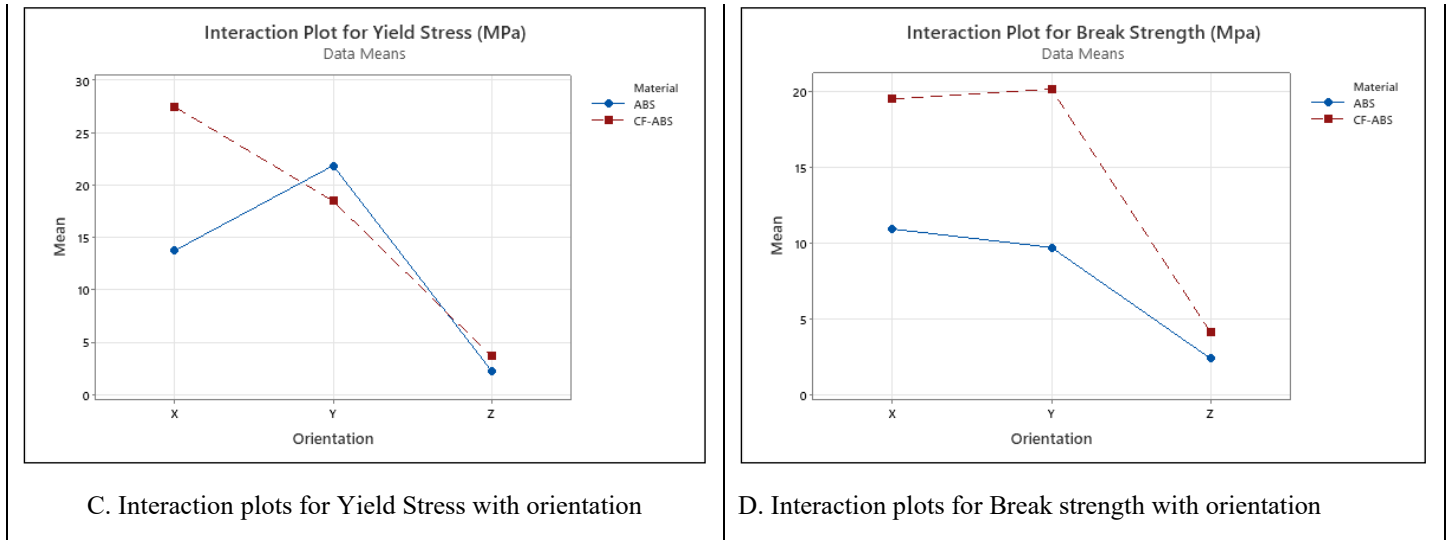 Interaction Plot for Yield Stress (MPa)
Data Means
30
25
20
15
10
5
0
Mean
X
Y
Z
Orientation
Material
ABS
CF-ABS
C. Interaction plots for Yield Stress with orientation
Interaction Plot for Break Strength (Mpa)
Data Means
20
15
10
5
0
Mean
X
Y
Z
Orientation
Material
ABS
CF-ABS
D. Interaction plots for Break strength with orientation